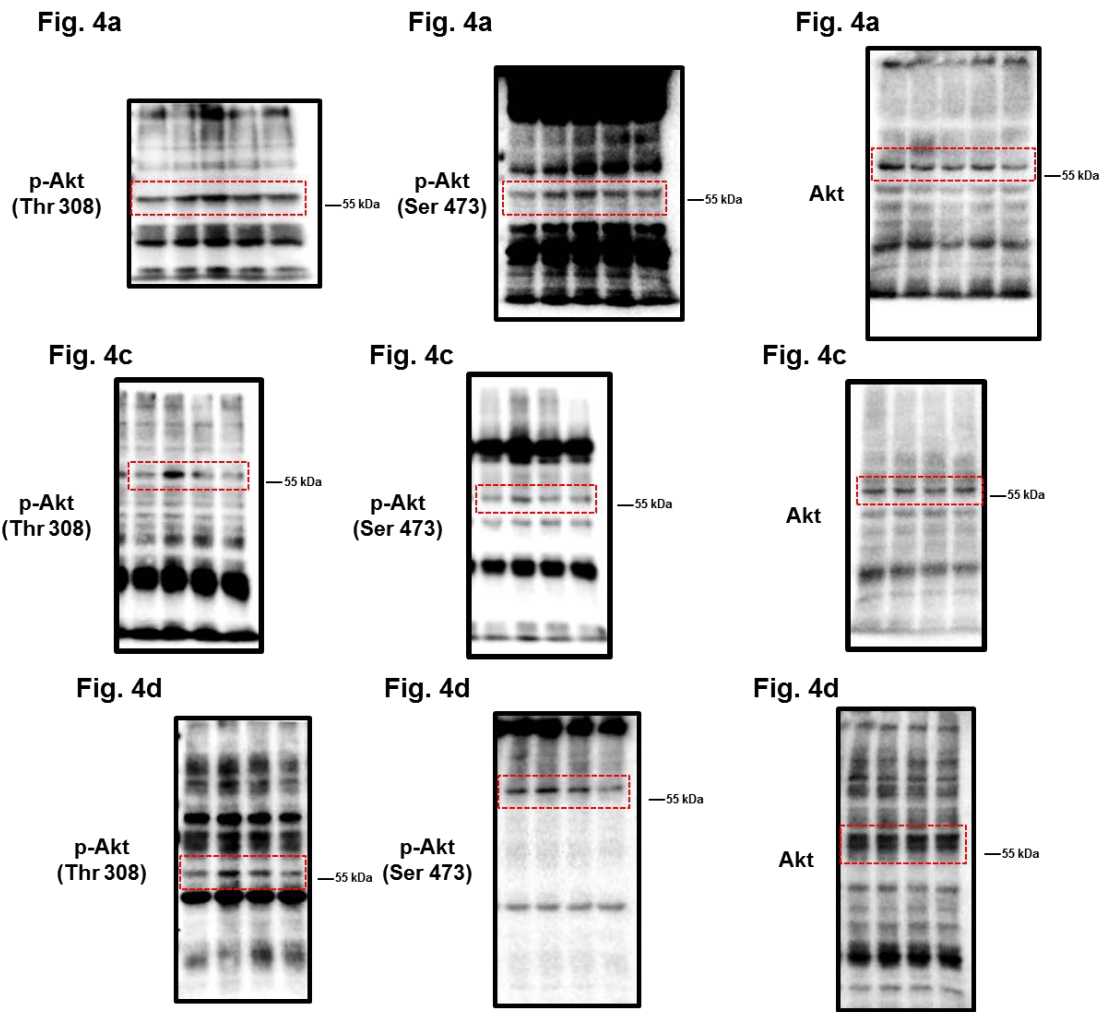 Fig. 4a
Fig. 4a
Fig. 4a
p-Akt
(Thr 308)
55 kDa
p-Akt
(Ser 473)
55 kDa
Akt
55 kDa
Fig. 4c
Fig. 4c
Fig. 4c
p-Akt
(Thr 308)
55 kDa
p-Akt
(Ser 473)
55 kDa
Akt
55 kDa
Fig. 4d
Fig. 4d
Fig. 4d
p-Akt
(Thr 308)
55 kDa
p-Akt
(Ser 473)
55 kDa
Akt
55 kDa